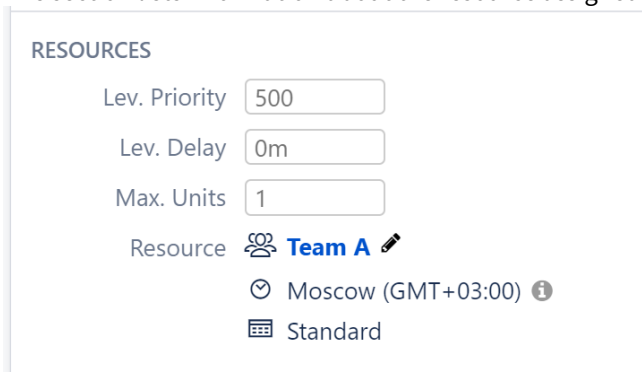 RESOURCES
Lev. Priority 500
Lev. Delay 0m
Max. Units 1
Resource Team A
Moscow (GMT+03:00)
Standard